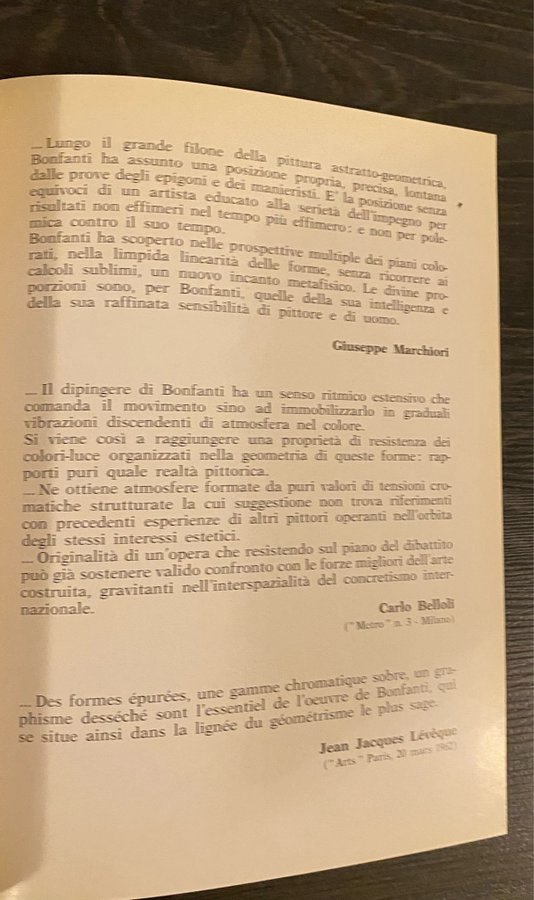 ... Lungo il grande filone della pittura astratto-geometrica,
Bonfanti ha assunto una posizione propria, precisa, lontana
dalle prove degli epigoni e dei manieristi. E' la posizione senza
equivoci di un artista educato alla serietà dell'impegno per
risultati non effimeri nel tempo più effimero: e non per pole-
mica contro il suo tempo.
Bonfanti ha scoperto nelle prospettive multiple dei piani colo-
rati, nella limpida linearità delle forme, senza ricorrere ai
calcoli sublimi, un nuovo incanto metafisico. Le divine pro-
porzioni sono, per Bonfanti, quelle della sua intelligenza e
della sua raffinata sensibilità di pittore e di uomo.
Giuseppe Marchiori
... Il dipingere di Bonfanti ha un senso ritmico estensivo che
comanda il movimento sino ad immobilizzarlo in graduali
vibrazioni discendenti di atmosfera nel colore.
Si viene così a raggiungere una proprietà di resistenza dei
colori-luce organizzati nella geometria di queste forme: rap-
porti puri quale realtà pittorica.
... Ne ottiene atmosfere formate da puri valori di tensioni cro-
matiche strutturate la cui suggestione non trova riferimenti
con precedenti esperienze di altri pittori operanti nell'orbita
degli stessi interessi estetici.
... Originalità di un'opera che resistendo sul piano del dibattito
può già sostenere valido confronto con le forze migliori dell'arte
costruita, gravitanti nell'interspazialità del concretismo inter-
nazionale.
Carlo Belloli
(" Metro " n. 3 - Milano)
... Des formes épurées, une gamme chromatique sobre, un gra-
phisme desséché sont l'essentiel de l'oeuvre de Bonfanti, qui
se situe ainsi dans la lignée du géométrisme le plus sage.
Jean Jacques Lévêque
(" Arts " Paris, 20 mars 1962)